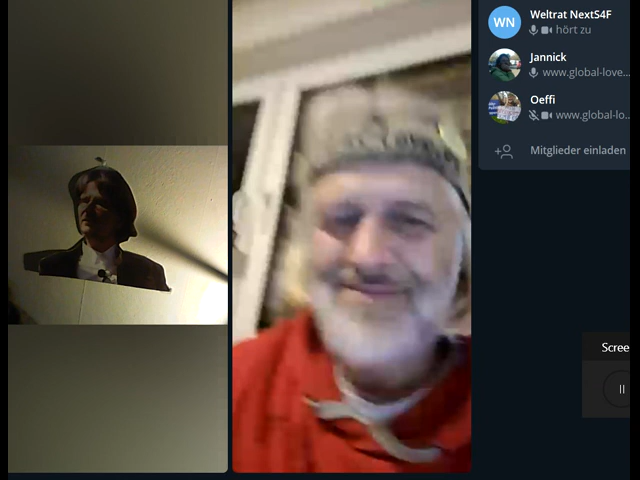 WN
Weltrat NextS4F
hört zu
Jannick
www.global-love...
Oeffi
www.global-lo...
Mitglieder einladen
Scree